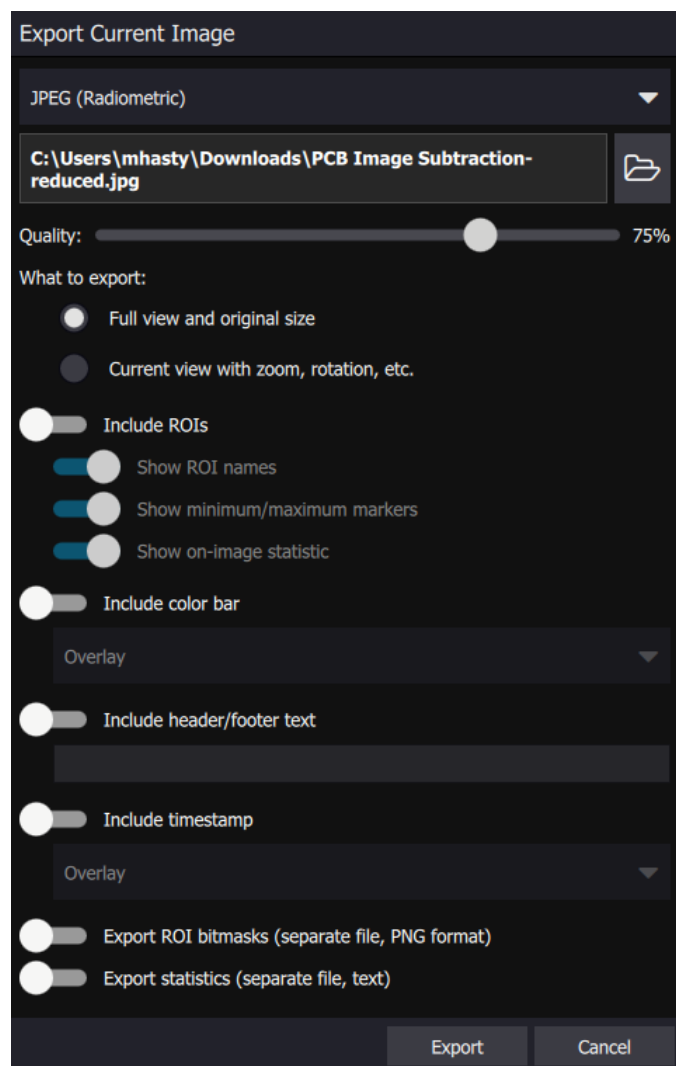 Export Current Image
JPEG (Radiometric)
C:\Users\mhasty\Downloads\PCB Image Subtraction-
reduced.jpg
Quality: 75%
What to export:
Full view and original size
Current view with zoom, rotation, etc.
Include ROIs
Show ROI names
Show minimum/maximum markers
Show on-image statistic
Include color bar
Overlay
Include header/footer text
Include timestamp
Overlay
Export ROI bitmasks (separate file, PNG format)
Export statistics (separate file, text)
Export Cancel